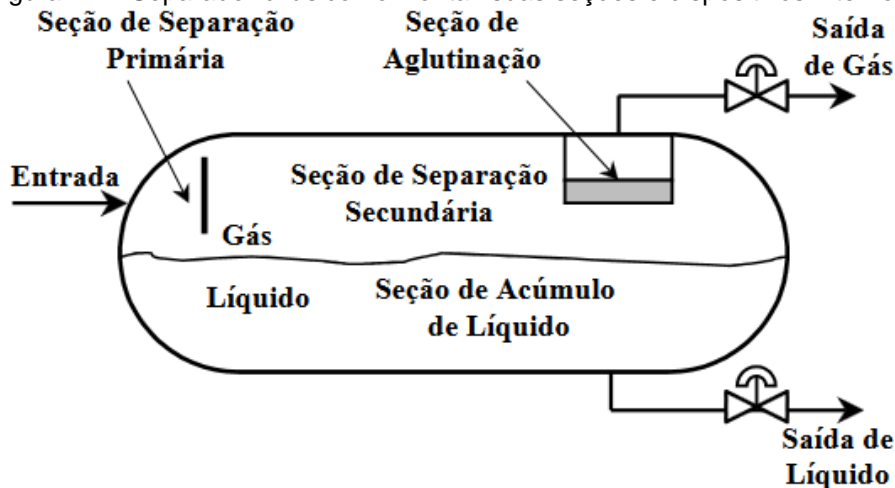 Seção de Separação
Primária
Seção de
Aglutinação
Saída
de Gás
Entrada
Seção de Separação
Secundária
Gás
Líquido
Seção de Acúmulo
de Líquido
Saída de
Líquido